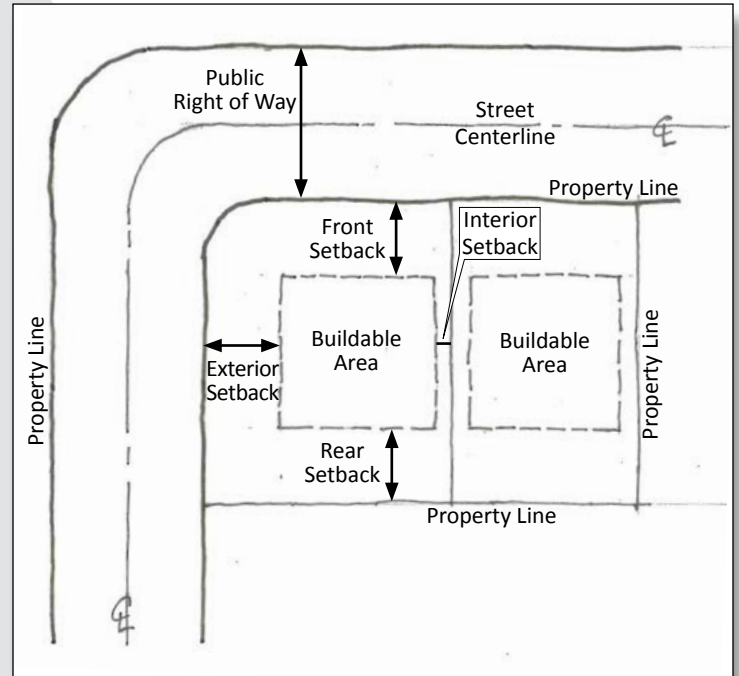 Public
Right of Way
Street
Centerline
℄
Property Line
Front
Setback
Interior
Setback
Property Line
Exterior
Setback
Buildable
Area
Buildable
Area
Property Line
Rear
Setback
Property Line
℄